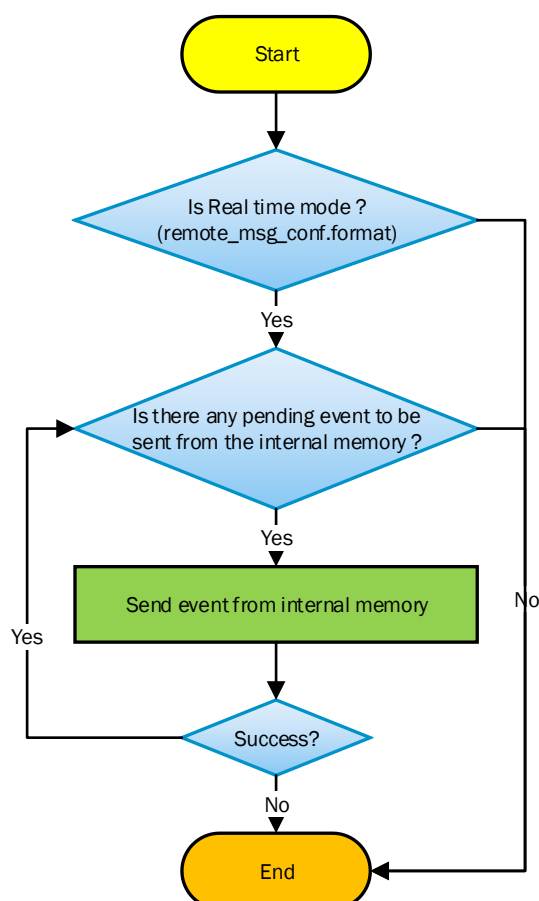 Start
Is Real time mode ?
(remote_msg_conf.format)
Yes
Is there any pending event to be
sent from the internal memory ?
Yes
Send event from internal memory
No
Yes
Success?
No
End